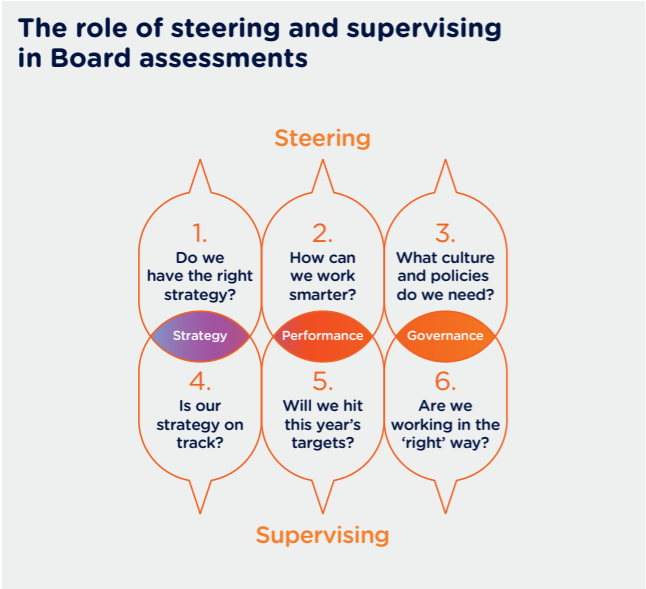 The role of steering and supervising
in Board assessments
Steering
1.
Do we
have the right
strategy?
2.
How can
we work
smarter?
3.
What culture
and policies
do we need?
Strategy
Performance
Governance
4.
Is our
strategy on
track?
5.
Will we hit
this year’s
targets?
6.
Are we
working in the
‘right’ way?
Supervising